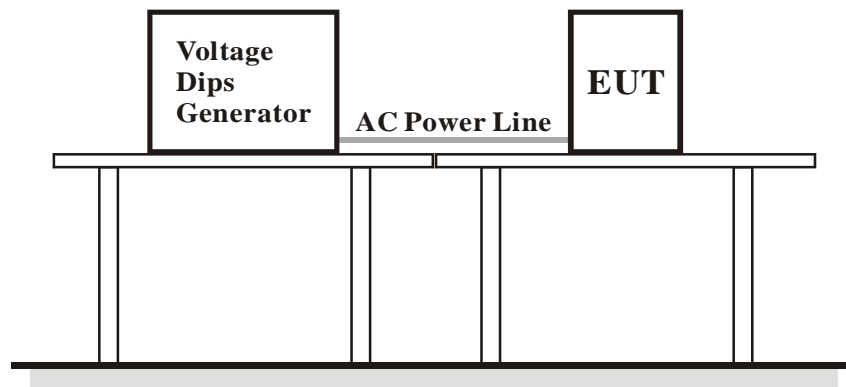 Voltage
Dips
Generator
AC Power Line
EUT